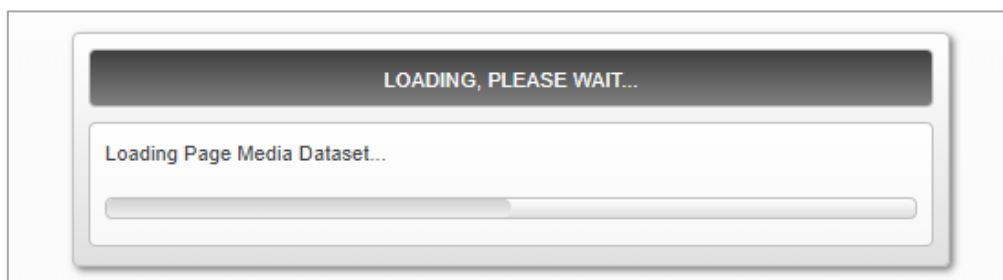 LOADING, PLEASE WAIT...
Loading Page Media Dataset...